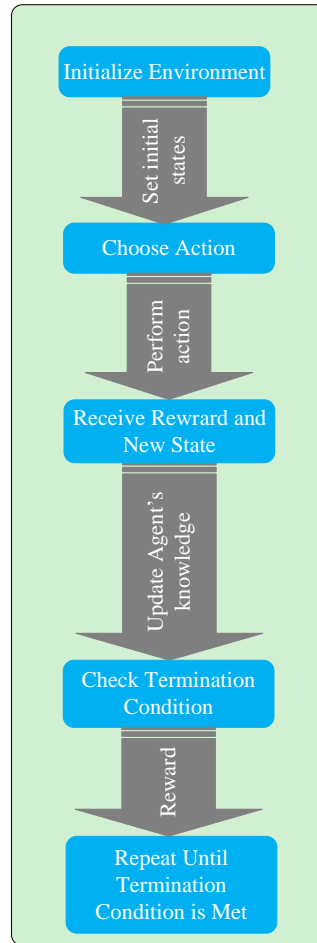 Initialize Environment
Set initial
states
Choose Action
Perform
action
Receive Rewrard and
New State
Update Agent’s
knowledge
Check Termination
Condition
Reward
Repeat Until
Termination
Condition is Met